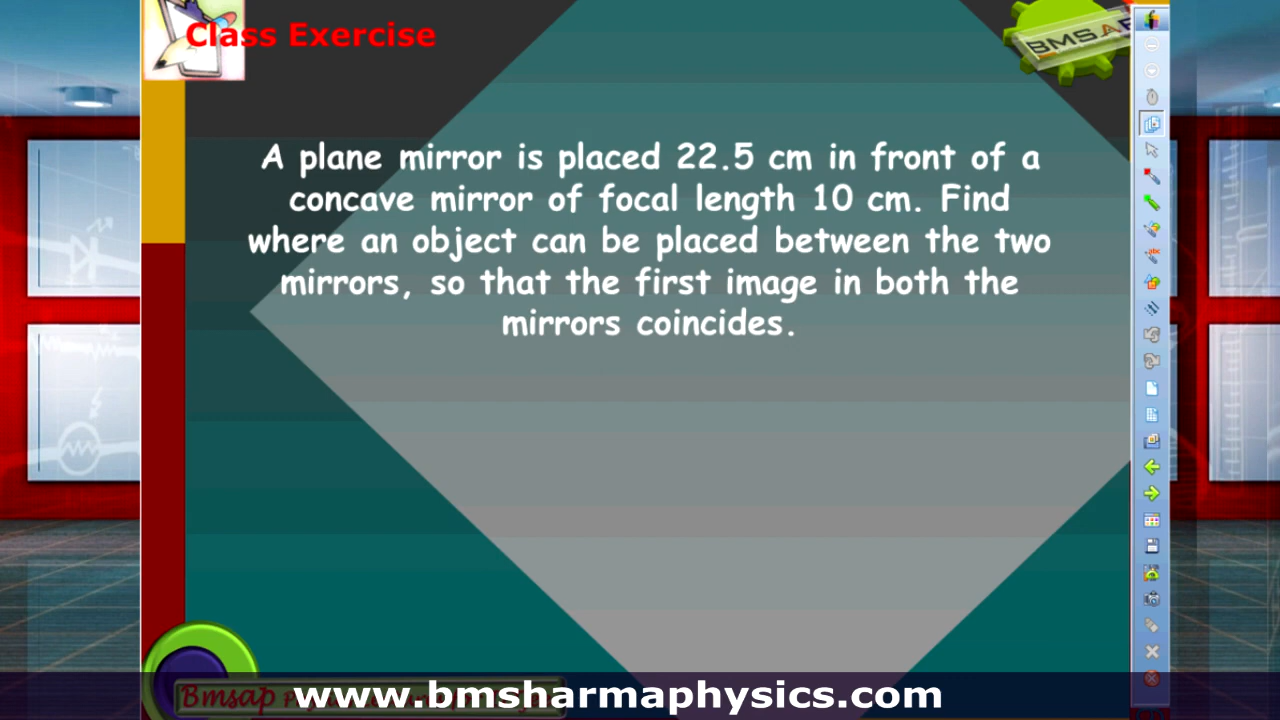 Class Exercise
BMSA
A plane mirror is placed 22.5 cm in front of a
concave mirror of focal length 10 cm. Find
where an object can be placed between the two
mirrors, so that the first image in both the
mirrors coincides.
Bmsap
www.bmsharmaphysics.com